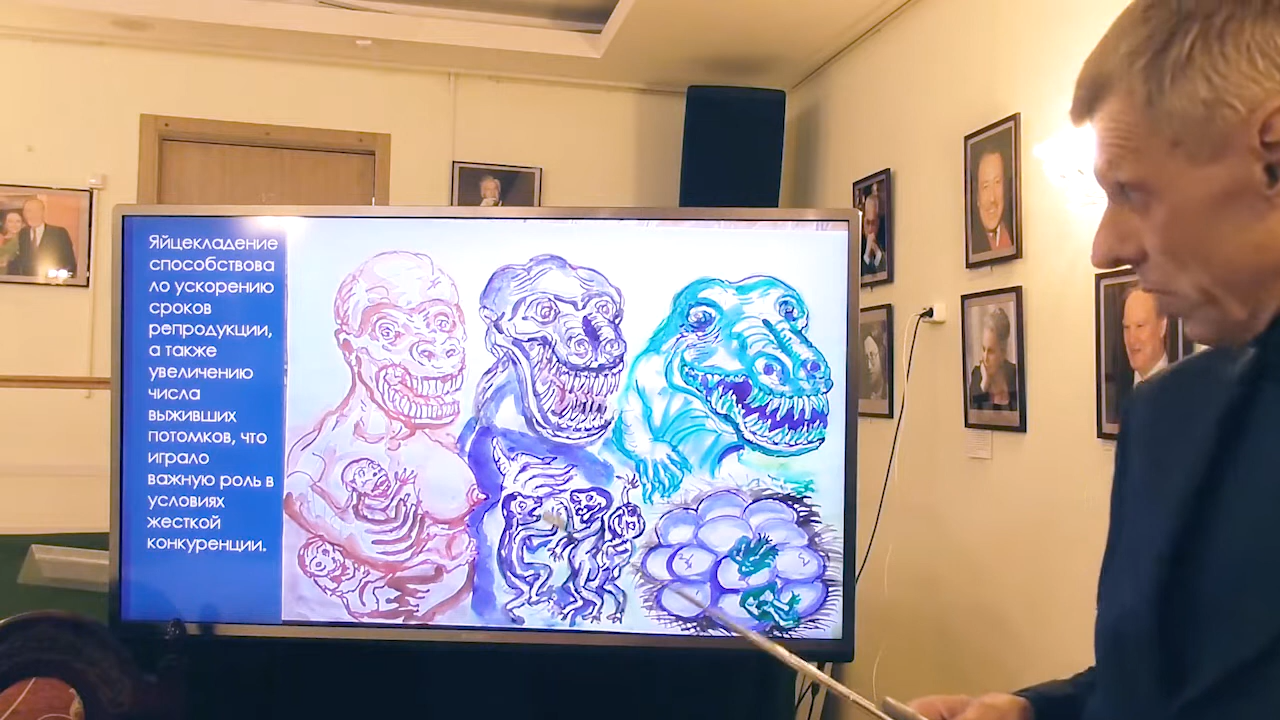 Яйцекладение
способствова
ло ускорению
сроков
репродукции,
а также
увеличению
числа
выживших
потомков, что
играло
важную роль в
условиях
жесткой
конкуренции.